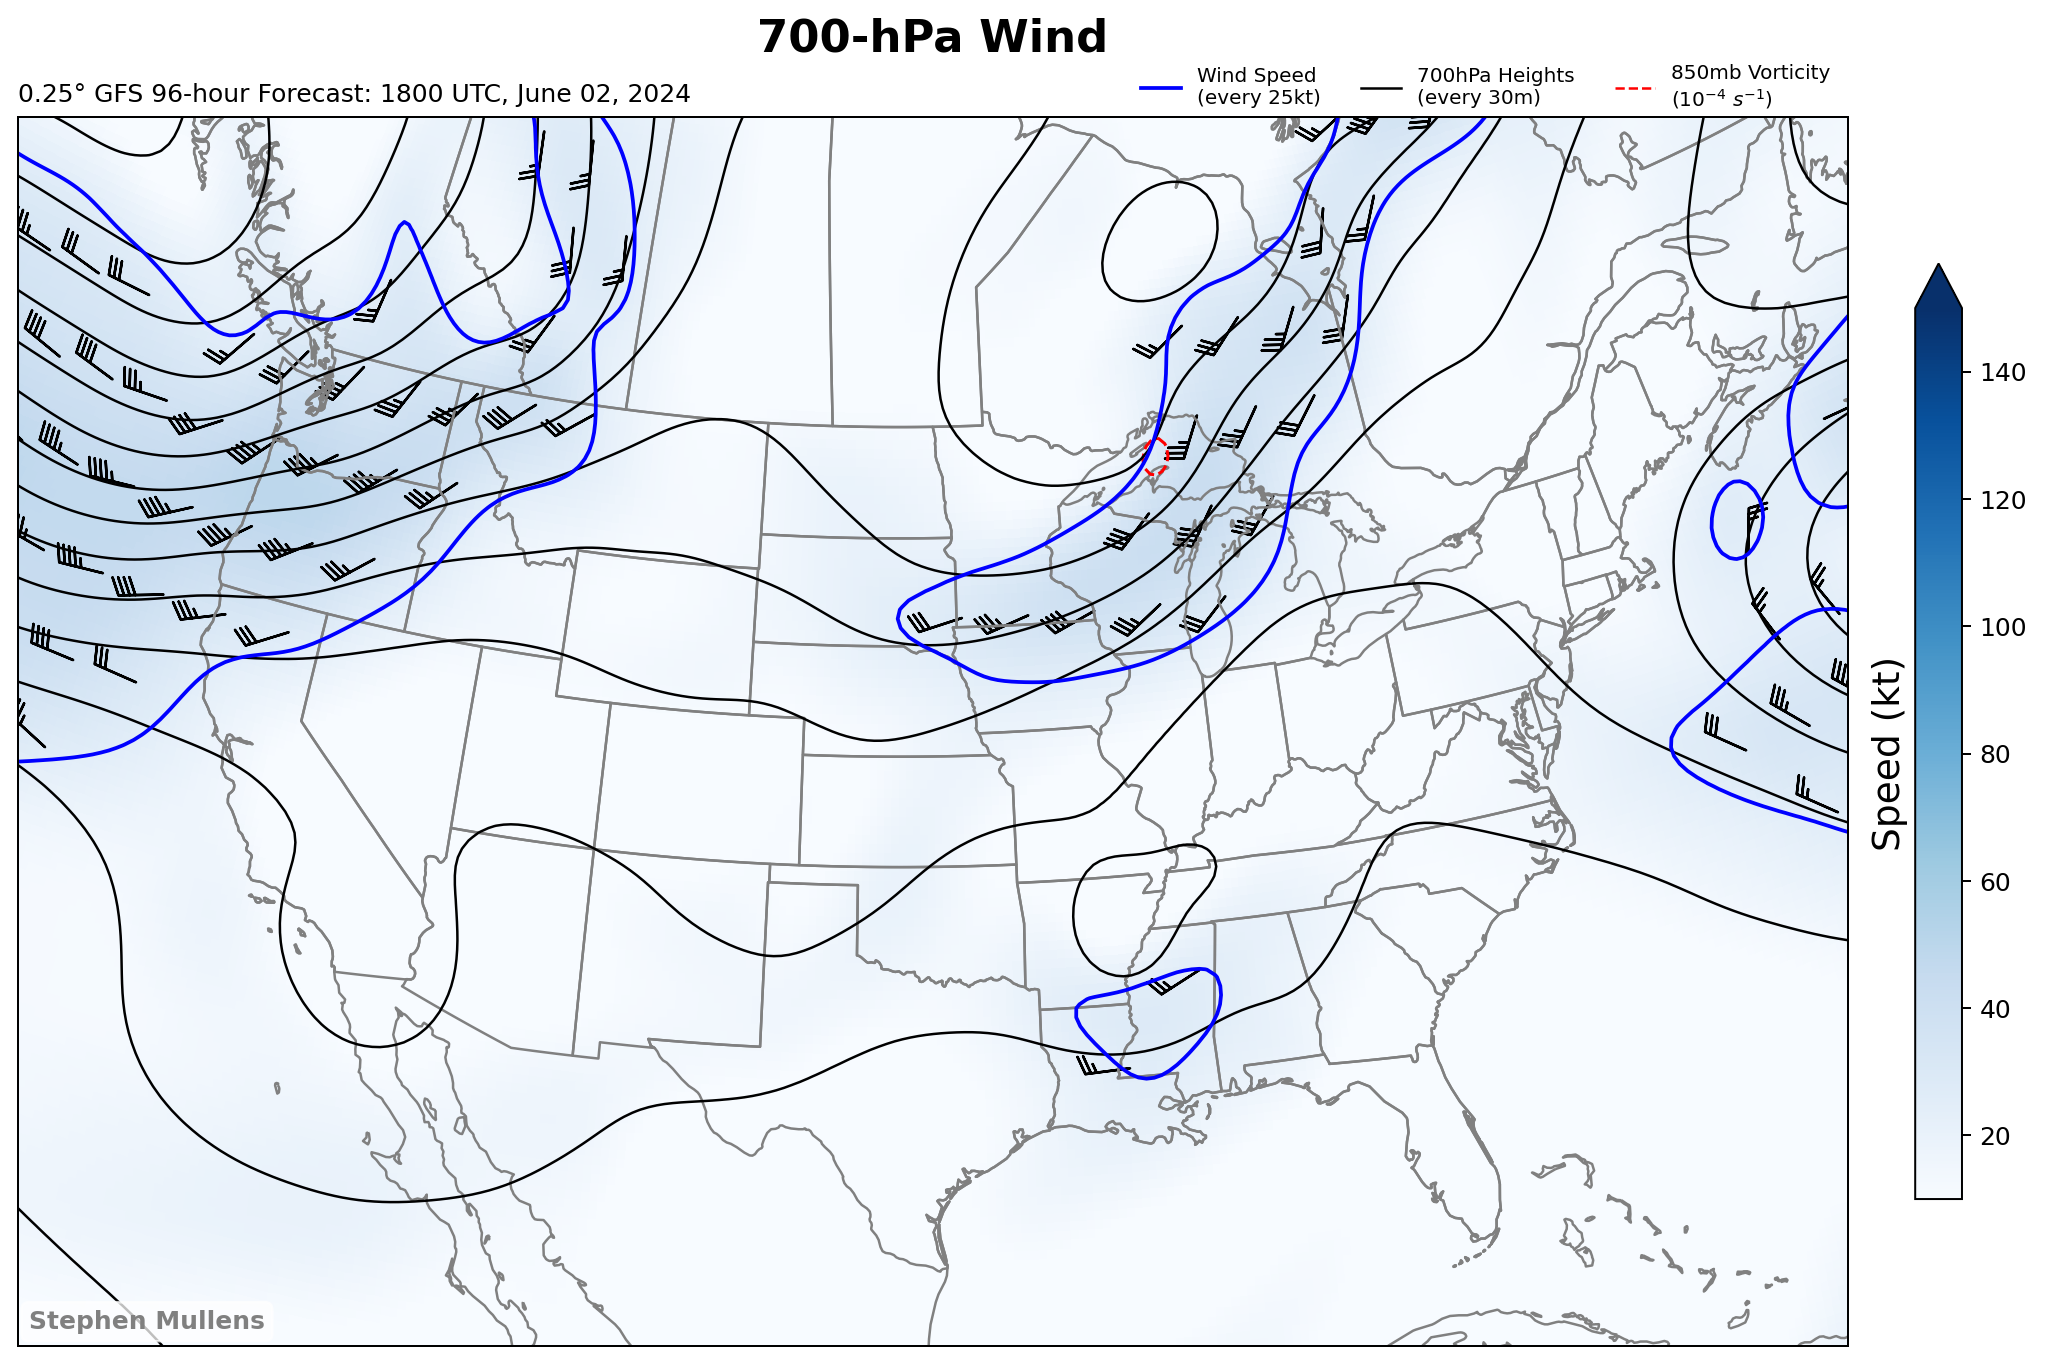 700-hPa Wind
0.25° GFS 96-hour Forecast: 1800 UTC, June 02, 2024
Wind Speed
(every 25kt)
700hPa Heights
(every 30m)
850mb Vorticity
(10⁻⁴ s⁻¹)
140
120
100
80
60
40
20
Speed (kt)
Stephen Mullens